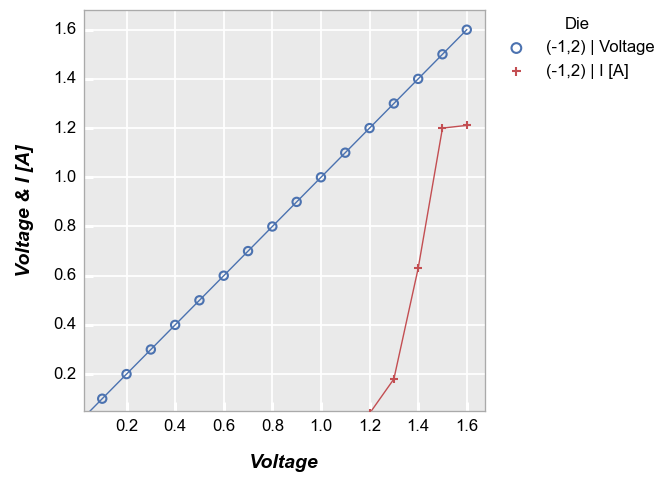 Die
(-1,2) | Voltage
(-1,2) | I [A]
Voltage & I [A]
1.6
1.4
1.2
1.0
0.8
0.6
0.4
0.2
0.2 0.4 0.6 0.8 1.0 1.2 1.4 1.6
Voltage